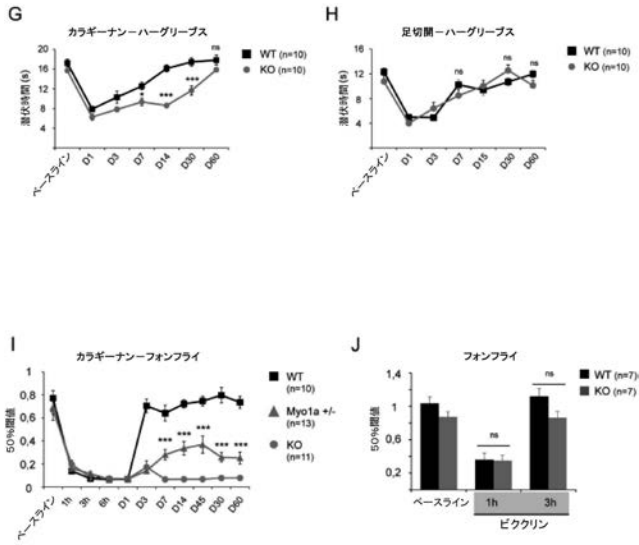 G
カラギーナン－ハーグリーブス
潜伏時間(s)
20
16
12
8
4
ns
***
***
*
WT (n=10)
KO (n=10)
ベースライン
D1
D3
D7
D14
D30
D60
H
足切開－ハーグリーブス
潜伏時間(s)
16
12
8
4
ns
ns
ns
WT (n=10)
KO (n=10)
ベースライン
D1
D3
D7
D15
D30
D60
I
カラギーナン－フォンフライ
50%閾値
1
0,8
0,6
0,4
0,2
0
***
***
***
***
***
WT
(n=10)
Myo1a +/-
(n=13)
KO
(n=11)
ベースライン
1h
3h
6h
D1
D3
D7
D14
D45
D30
D60
J
フォンフライ
50%閾値
1,4
1
0,6
0,2
ns
ns
WT (n=7)
KO (n=7)
ベースライン
1h
3h
ビククリン